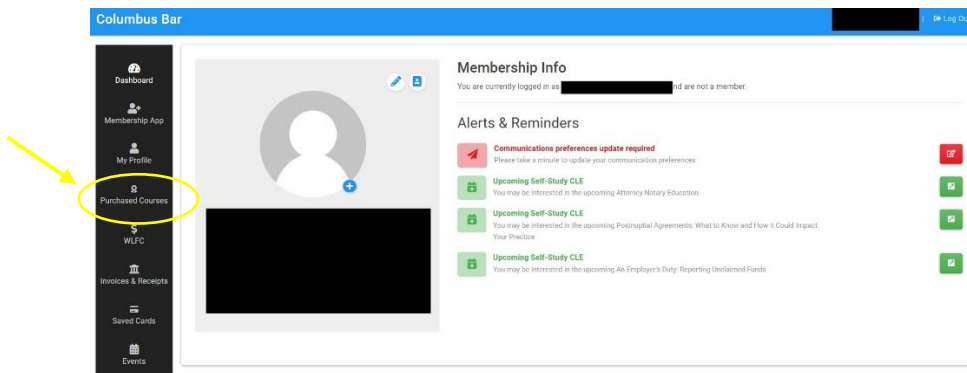 Columbus Bar
| Log Ou
Dashboard
Membership App
My Profile
Purchased Courses
WLFC
Invoices & Receipts
Saved Cards
Events
Membership Info
You are currently logged in as nd are not a member.
Alerts & Reminders
Communications preferences update required
Please take a minute to update your communication preferences
Upcoming Self-Study CLE
You may be interested in the upcoming Attorney Notary Education
Upcoming Self-Study CLE
You may be interested in the upcoming Postnuptial Agreements: What to Know and How it Could Impact
Your Practice
Upcoming Self-Study CLE
You may be interested in the upcoming An Employer's Duty: Reporting Unclaimed Funds